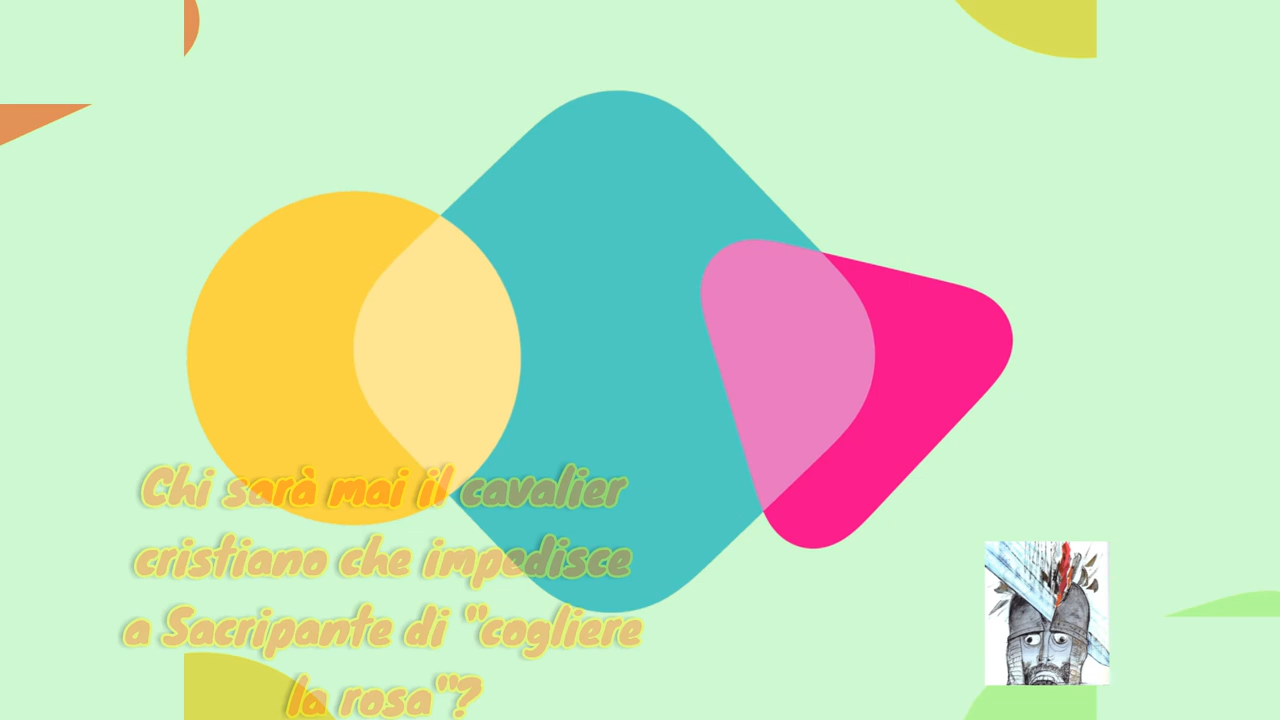 Chi sarà mai il cavalier
cristiano che impedisce
a Sacripante di "cogliere
la rosa"?